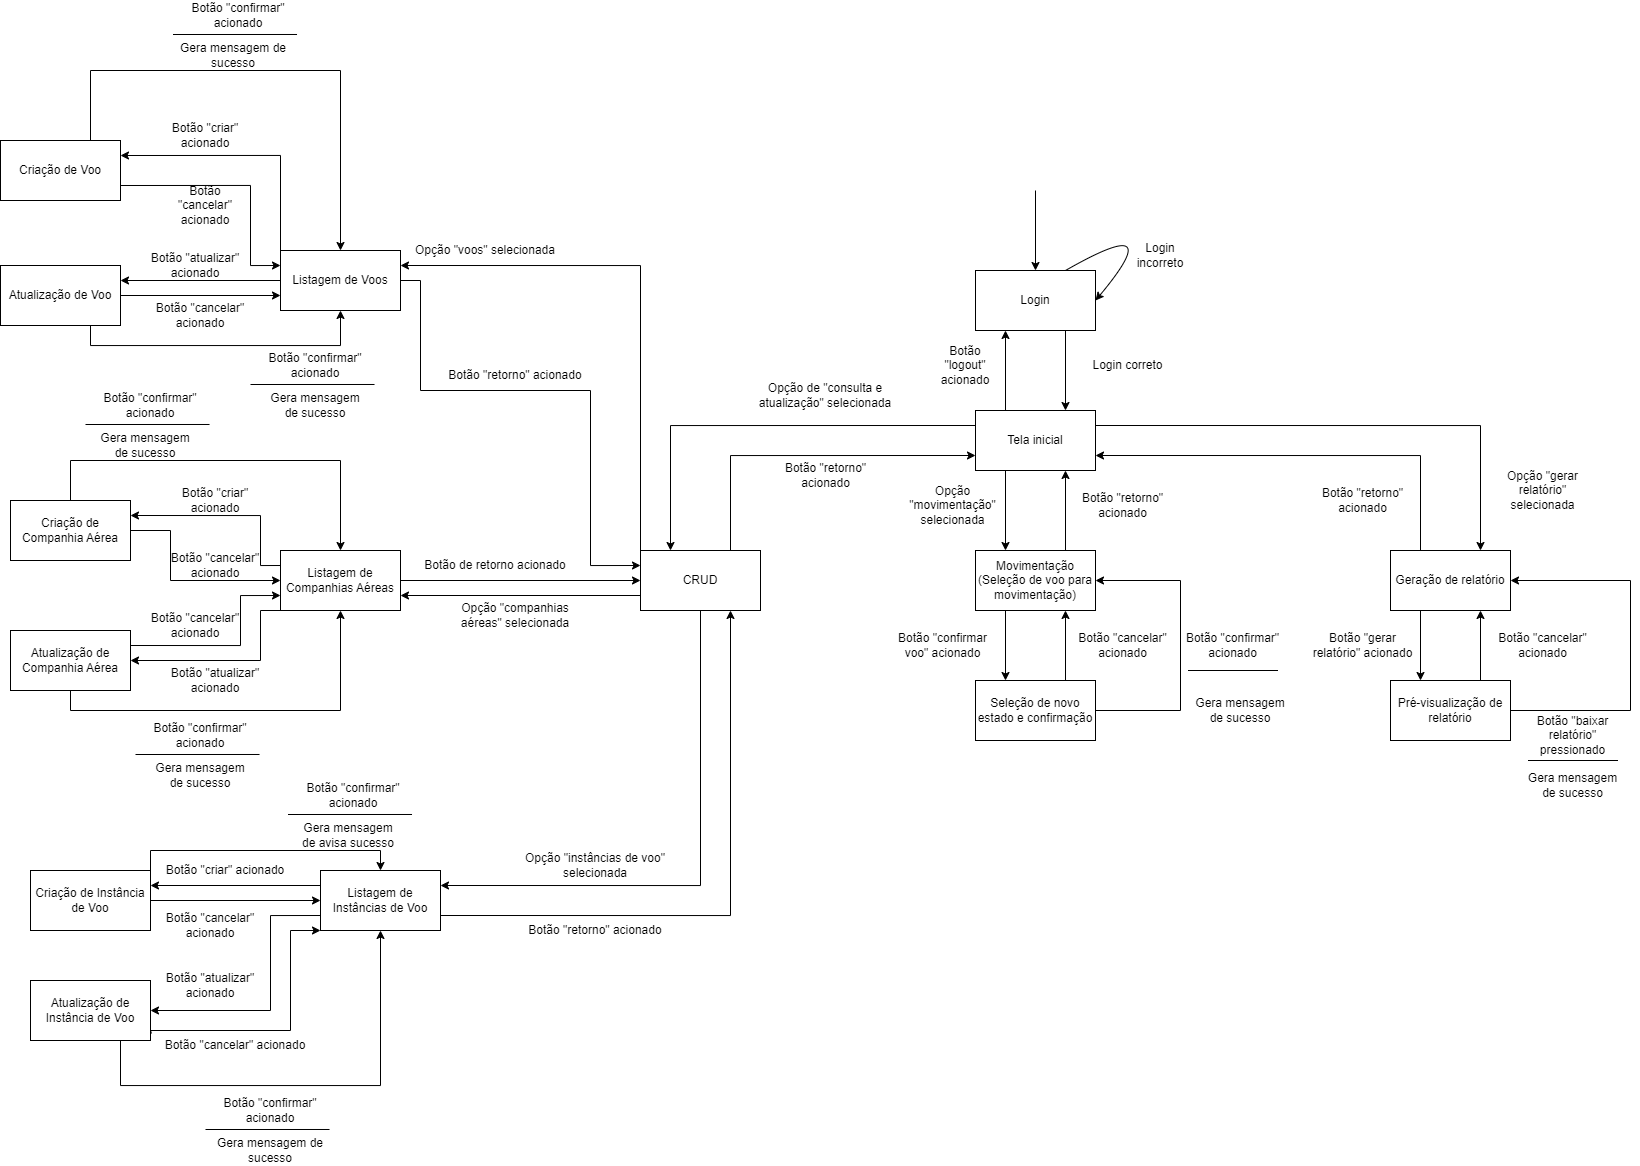 Botão "confirmar"
acionado
Gera mensagem de
sucesso
Botão "criar"
acionado
Criação de Voo
Botão
"cancelar"
acionado
Botão "atualizar"
acionado
Atualização de Voo
Botão "cancelar"
acionado
Listagem de Voos
Opção "voos" selecionada
Botão "confirmar"
acionado
Gera mensagem
de sucesso
Botão "retorno" acionado
Botão "confirmar"
acionado
Gera mensagem
de sucesso
Botão "criar"
acionado
Criação de
Companhia Aérea
Botão "cancelar"
acionado
Listagem de
Companhias Aéreas
Botão "cancelar"
acionado
Atualização de
Companhia Aérea
Botão "atualizar"
acionado
Botão "confirmar"
acionado
Gera mensagem
de sucesso
Botão de retorno acionado
Opção "companhias
aéreas" selecionada
CRUD
Botão "confirmar"
acionado
Gera mensagem
de avisa sucesso
Botão "criar" acionado
Criação de Instância
de Voo
Botão "cancelar"
acionado
Listagem de
Instâncias de Voo
Opção "instâncias de voo"
selecionada
Botão "retorno" acionado
Botão "atualizar"
acionado
Atualização de
Instância de Voo
Botão "cancelar" acionado
Botão "confirmar"
acionado
Gera mensagem de
sucesso
Login
incorreto
Login
Botão
"logout"
acionado
Login correto
Opção de "consulta e
atualização" selecionada
Tela inicial
Botão "retorno"
acionado
Opção
"movimentação"
selecionada
Botão "retorno"
acionado
Botão "retorno"
acionado
Opção "gerar
relatório"
selecionada
Movimentação
(Seleção de voo para
movimentação)
Geração de relatório
Botão "confirmar
voo" acionado
Botão "cancelar"
acionado
Botão "confirmar"
acionado
Gera mensagem
de sucesso
Seleção de novo
estado e confirmação
Botão "gerar
relatório" acionado
Botão "cancelar"
acionado
Pré-visualização de
relatório
Botão "baixar
relatório"
pressionado
Gera mensagem
de sucesso